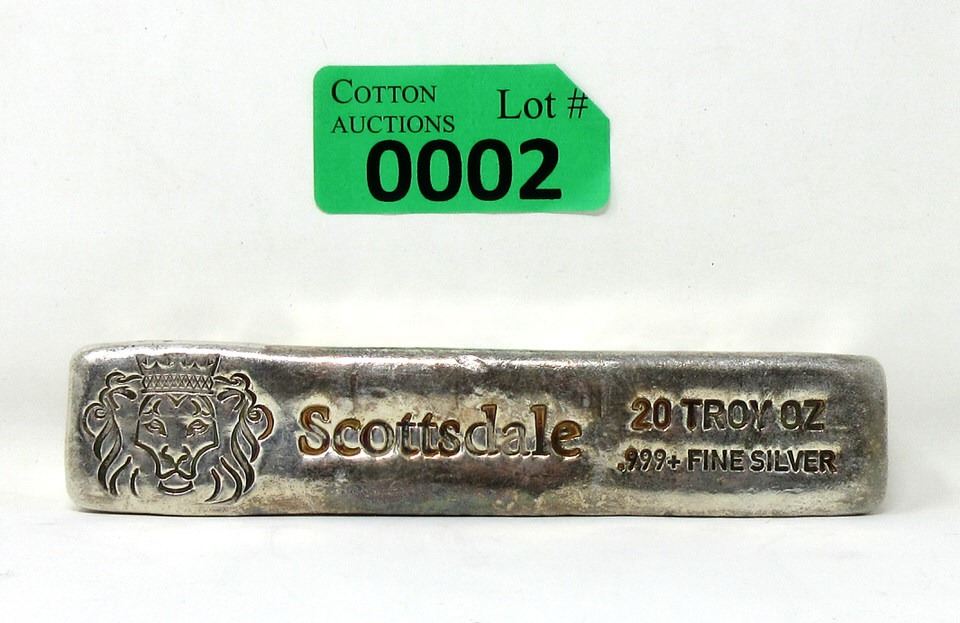 COTTON
AUCTIONS
Lot #
0002
Scottsdale
20 TROY OZ
.999+ FINE SILVER